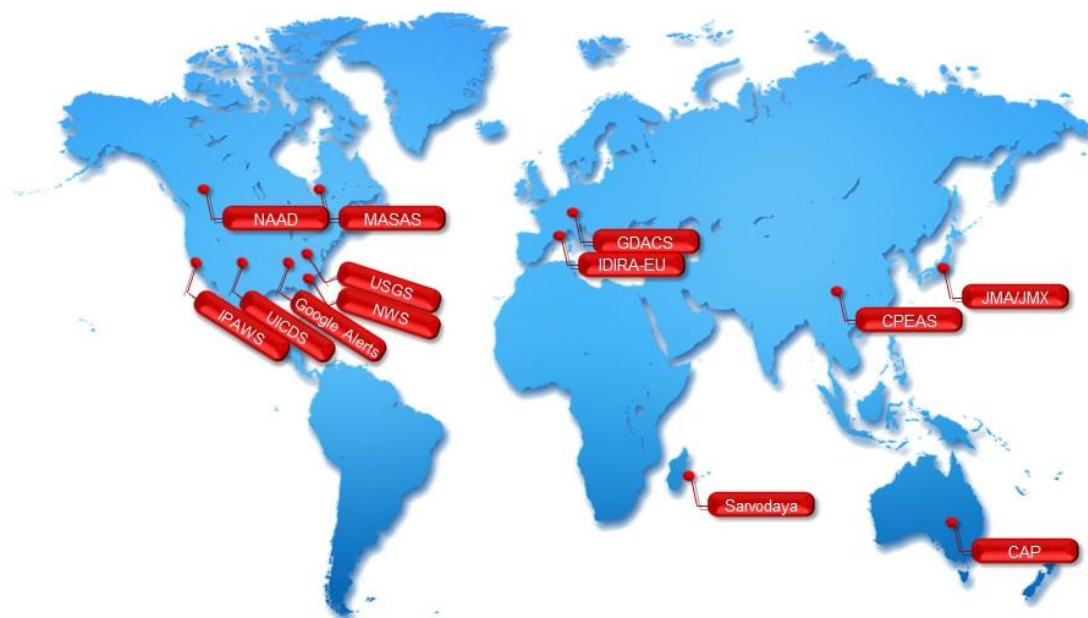 NAAD
MASAS
GDACS
IDIRA-EU
USGS
NWS
Google Alerts
UICDS
IPAWS
JMA/JMX
CPEAS
Sarvodaya
CAP